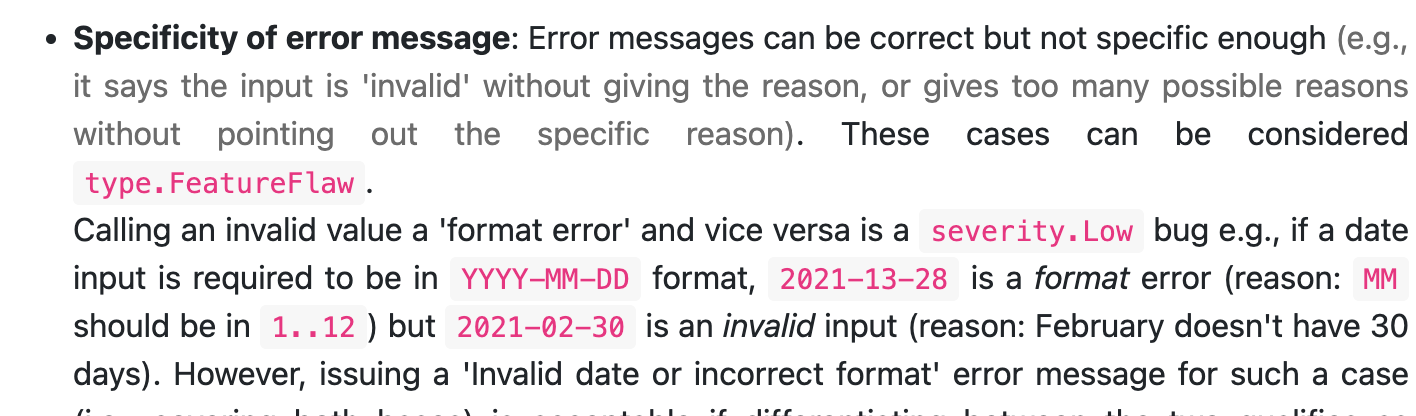 • Specificity of error message: Error messages can be correct but not specific enough (e.g.,
it says the input is 'invalid' without giving the reason, or gives too many possible reasons
without pointing out the specific reason). These cases can be considered
type.FeatureFlaw .
Calling an invalid value a 'format error' and vice versa is a severity.Low bug e.g., if a date
input is required to be in YYYY-MM-DD format, 2021-13-28 is a format error (reason: MM
should be in 1..12 ) but 2021-02-30 is an invalid input (reason: February doesn't have 30
days). However, issuing a 'Invalid date or incorrect format' error message for such a case